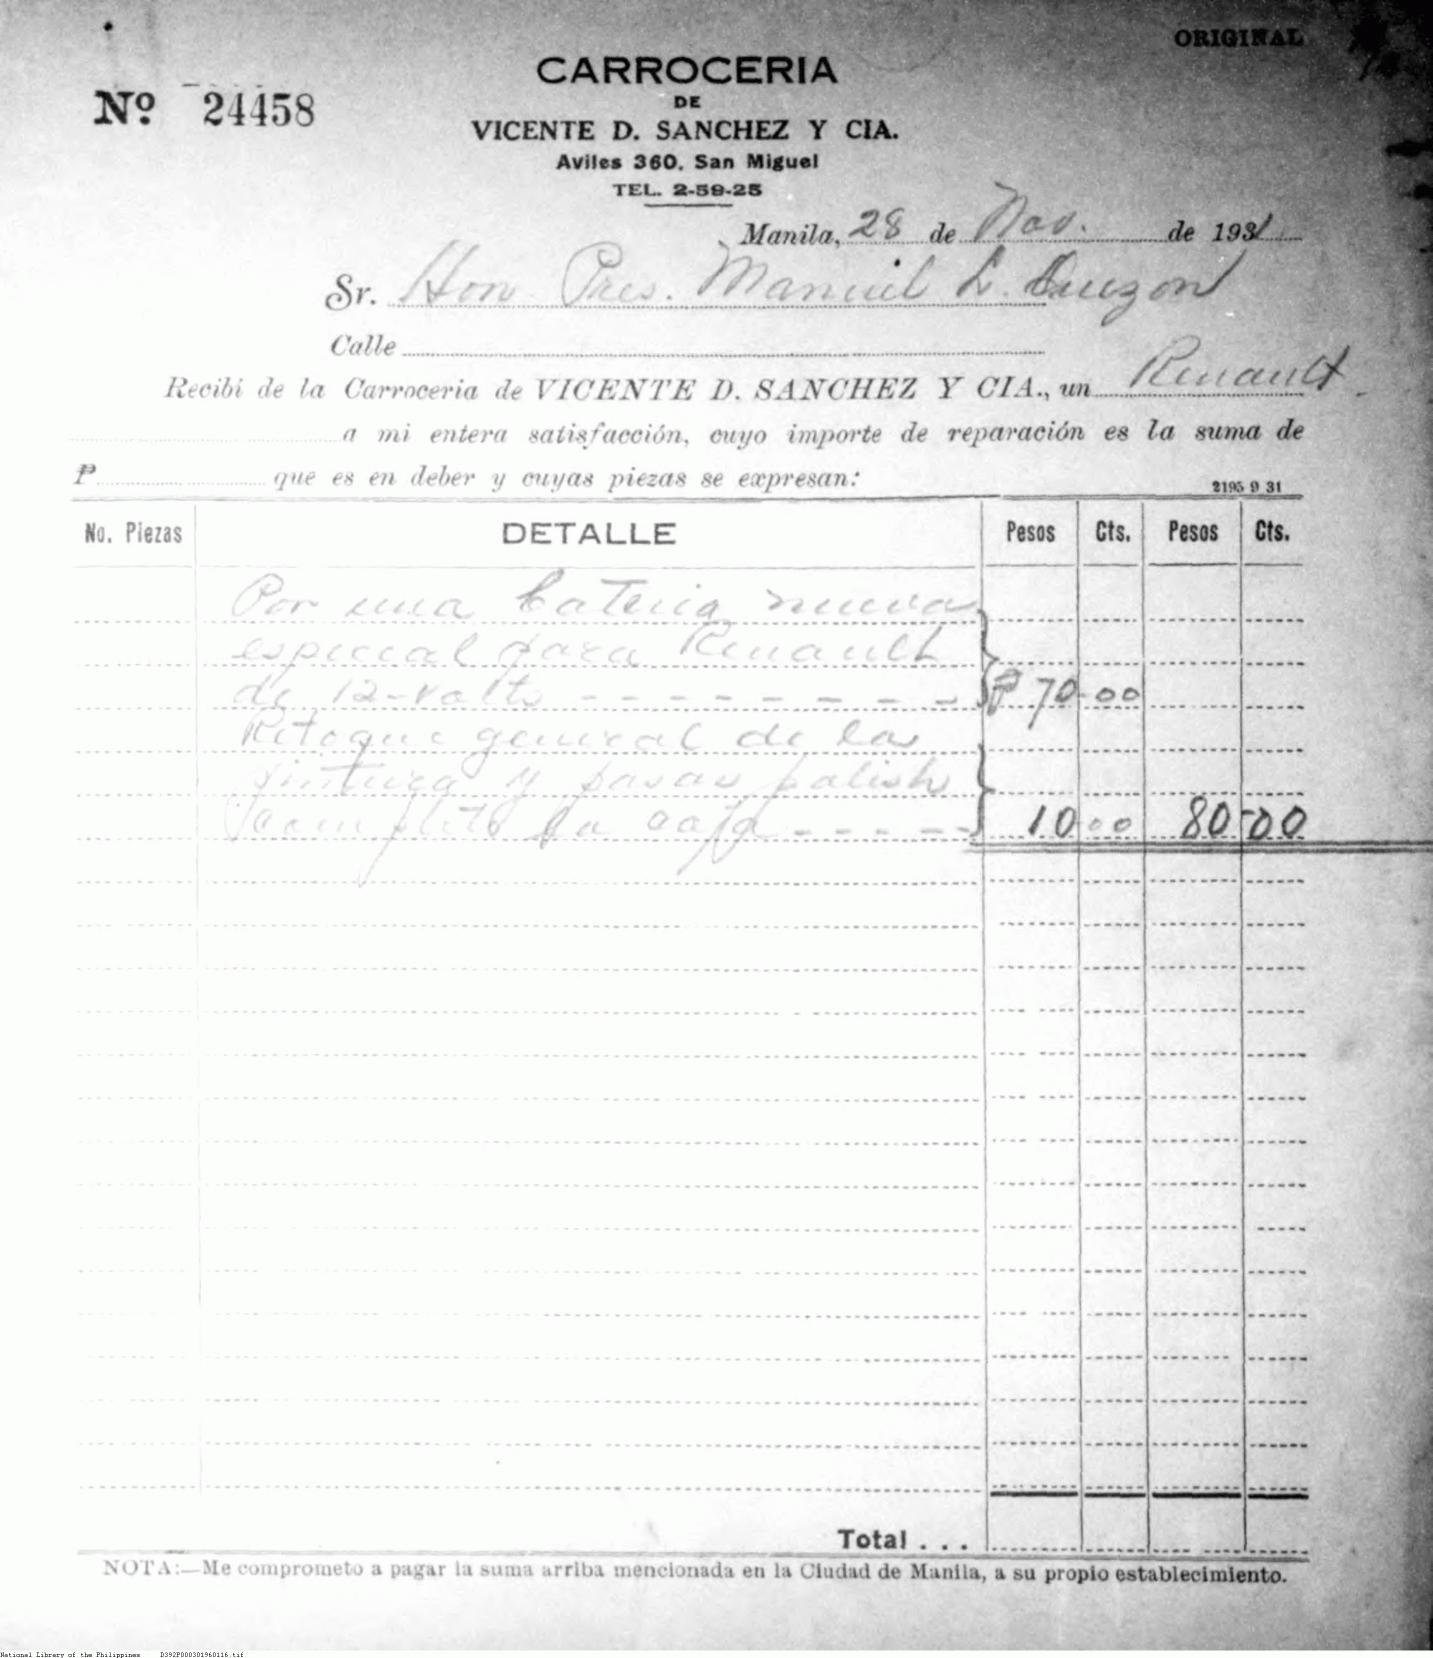 ORIGINAL
Nº 24458
CARROCERIA
DE
VICENTE D. SANCHEZ Y CIA.
Aviles 360. San Miguel
TEL. 2-59-25
Manila, 28 de Nov. de 1931
Sr. Hon. Pres. Manuel L. Quezon
Calle
Recibí de la Carroceria de VICENTE D. SANCHEZ Y CIA., un Renault
a mi entera satisfacción, cuyo importe de reparación es la suma de
₱ que es en deber y cuyas piezas se expresan:
2195 9 31
No. Piezas DETALLE Pesos Cts. Pesos Cts.
Por una bateria nueva
especial para Renault
de 12-volts - - - - - - - - - ₱ 70-00
Retoque general de la
pintura y pasar polish
completo la caja - - - - - 10 00 80-00
Total . . .
NOTA:—Me comprometo a pagar la suma arriba mencionada en la Ciudad de Manila, a su propio establecimiento.
National Library of the Philippines D392P000301960116.tif